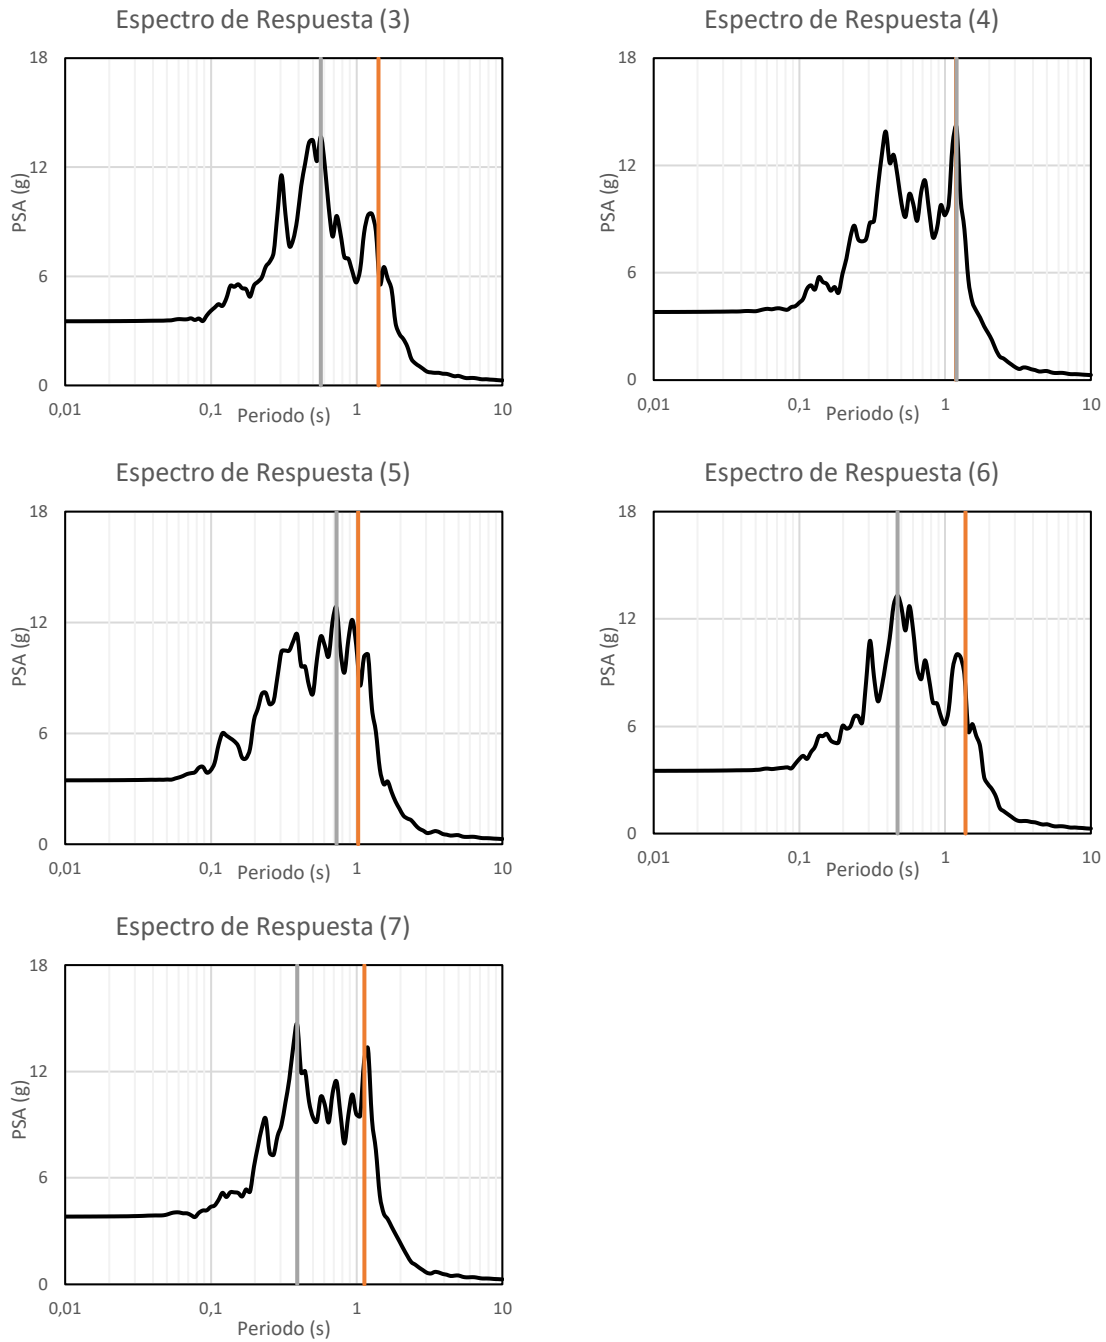 Espectro de Respuesta (3)
18
12
6
0
PSA (g)
0,01
0,1
1
10
Periodo (s)
Espectro de Respuesta (4)
18
12
6
0
PSA (g)
0,01
0,1
1
10
Periodo (s)
Espectro de Respuesta (5)
18
12
6
0
PSA (g)
0,01
0,1
1
10
Periodo (s)
Espectro de Respuesta (6)
18
12
6
0
PSA (g)
0,01
0,1
1
10
Periodo (s)
Espectro de Respuesta (7)
18
12
6
0
PSA (g)
0,01
0,1
1
10
Periodo (s)